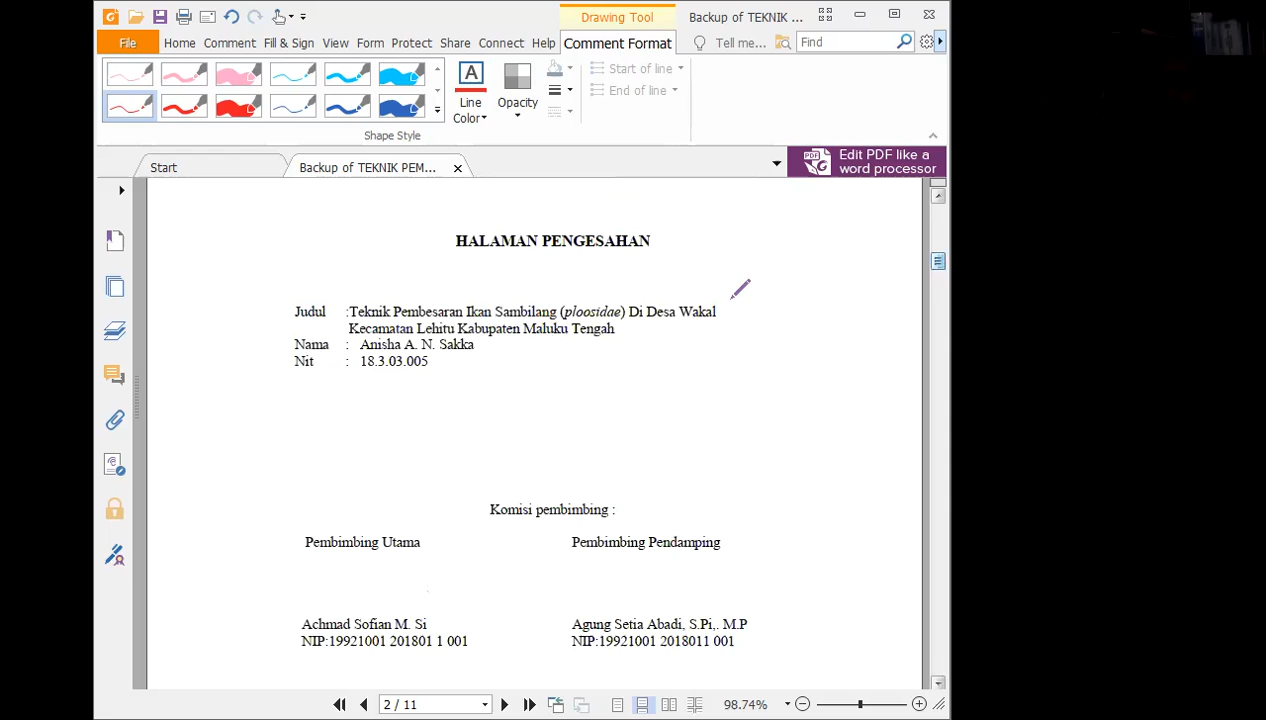 Drawing Tool
Backup of TEKNIK ...
File Home Comment Fill & Sign View Form Protect Share Connect Help Comment Format Tell me... Find
Line Color
Opacity
Start of line
End of line
Shape Style
Start
Backup of TEKNIK PEM...
PDF
Edit PDF like a
word processor
HALAMAN PENGESAHAN
Judul :Teknik Pembesaran Ikan Sambilang (ploosidae) Di Desa Wakal
Kecamatan Lehitu Kabupaten Maluku Tengah
Nama : Anisha A. N. Sakka
Nit : 18.3.03.005
Komisi pembimbing :
Pembimbing Utama Pembimbing Pendamping
Achmad Sofian M. Si Agung Setia Abadi, S.Pi,. M.P
NIP:19921001 201801 1 001 NIP:19921001 2018011 001
2 / 11
98.74%